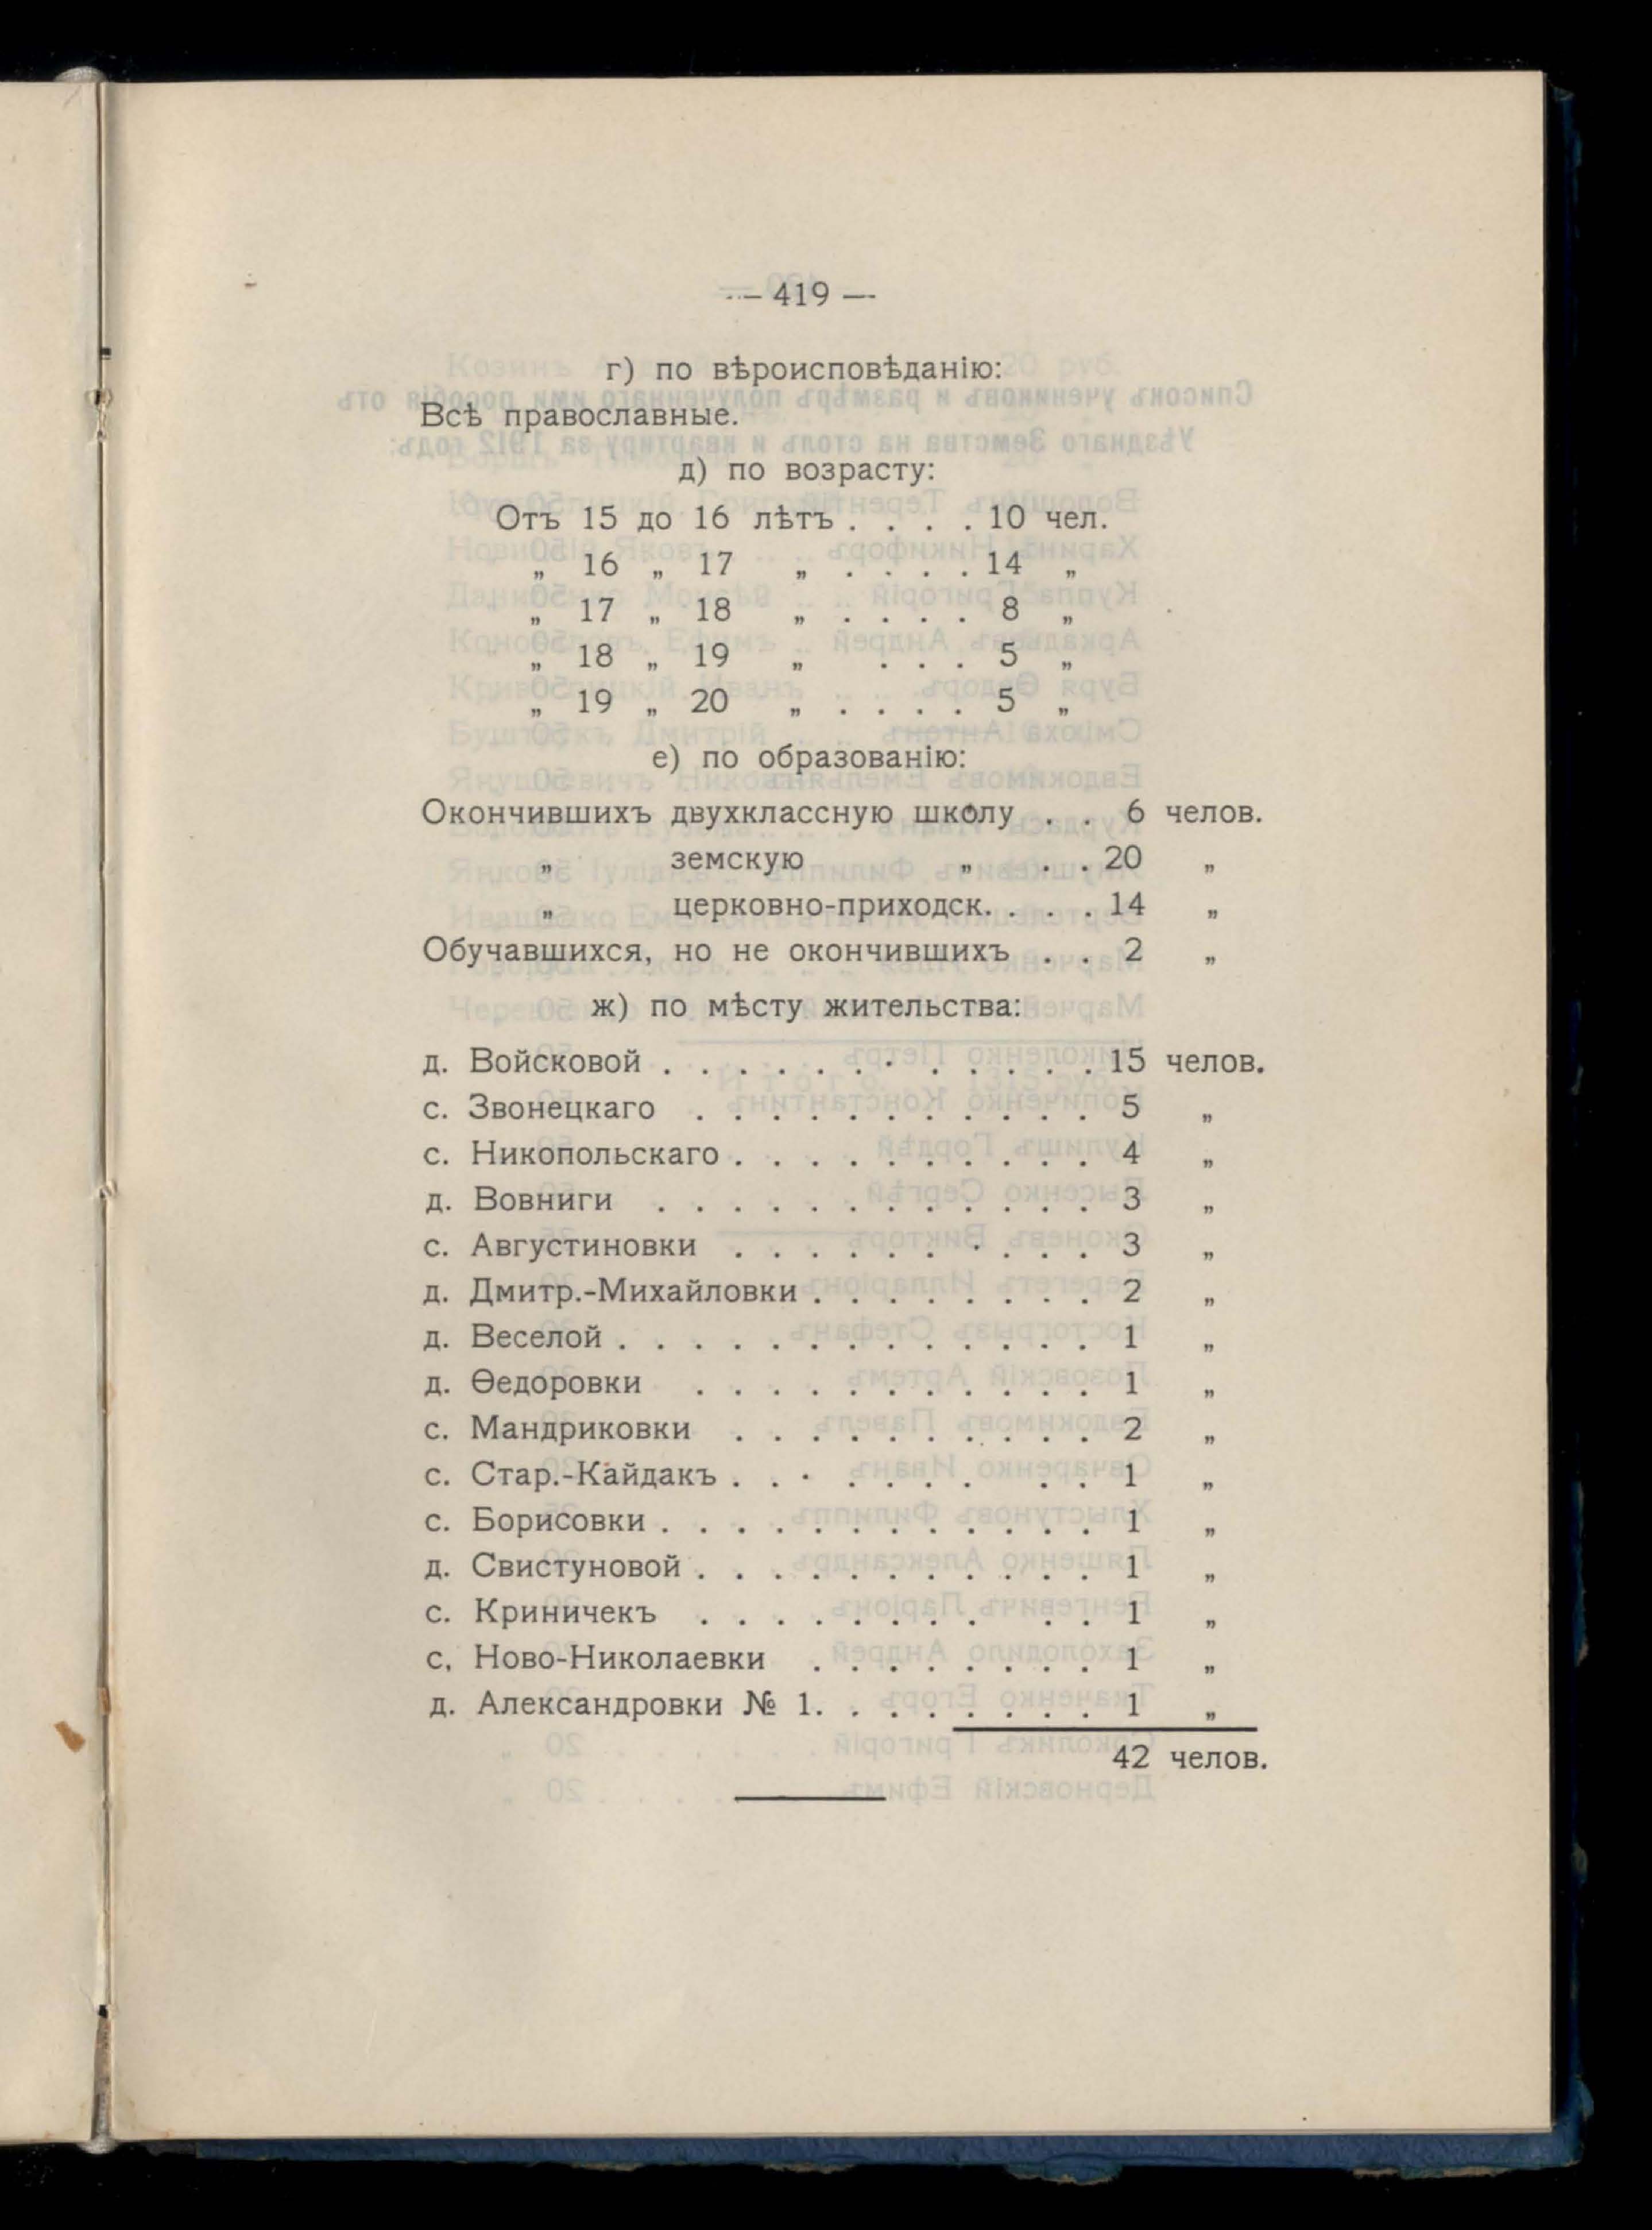 — 419 —
г) по вѣроисповѣданію:
Всѣ православные.
д) по возрасту:
Отъ 15 до 16 лѣтъ . . . . 10 чел.
„ 16 „ 17 „ . . . . 14 „
„ 17 „ 18 „ . . . . 8 „
„ 18 „ 19 „ . . . 5 „
„ 19 „ 20 „ . . . . 5 „
е) по образованію:
Окончившихъ двухклассную школу . . 6 челов.
„ земскую „ . . 20 „
„ церковно-приходск. . . . 14 „
Обучавшихся, но не окончившихъ . . 2 „
ж) по мѣсту жительства:
д. Войсковой . . . . . . . . . . . . 15 челов.
с. Звонецкаго . . . . . . . . . . . 5 „
с. Никопольскаго . . . . . . . . . . 4 „
д. Вовниги . . . . . . . . . . . . 3 „
с. Августиновки . . . . . . . . . . 3 „
д. Дмитр.-Михайловки . . . . . . . . 2 „
д. Веселой . . . . . . . . . . . . . 1 „
д. Ѳедоровки . . . . . . . . . . . 1 „
с. Мандриковки . . . . . . . . . . 2 „
с. Стар.-Кайдакъ . . . . . . . . . 1 „
с. Борисовки . . . . . . . . . . . . 1 „
д. Свистуновой . . . . . . . . . . . 1 „
с. Криничекъ . . . . . . . . . . 1 „
с, Ново-Николаевки . . . . . . . . 1 „
д. Александровки № 1. . . . . . . . 1 „
42 челов.